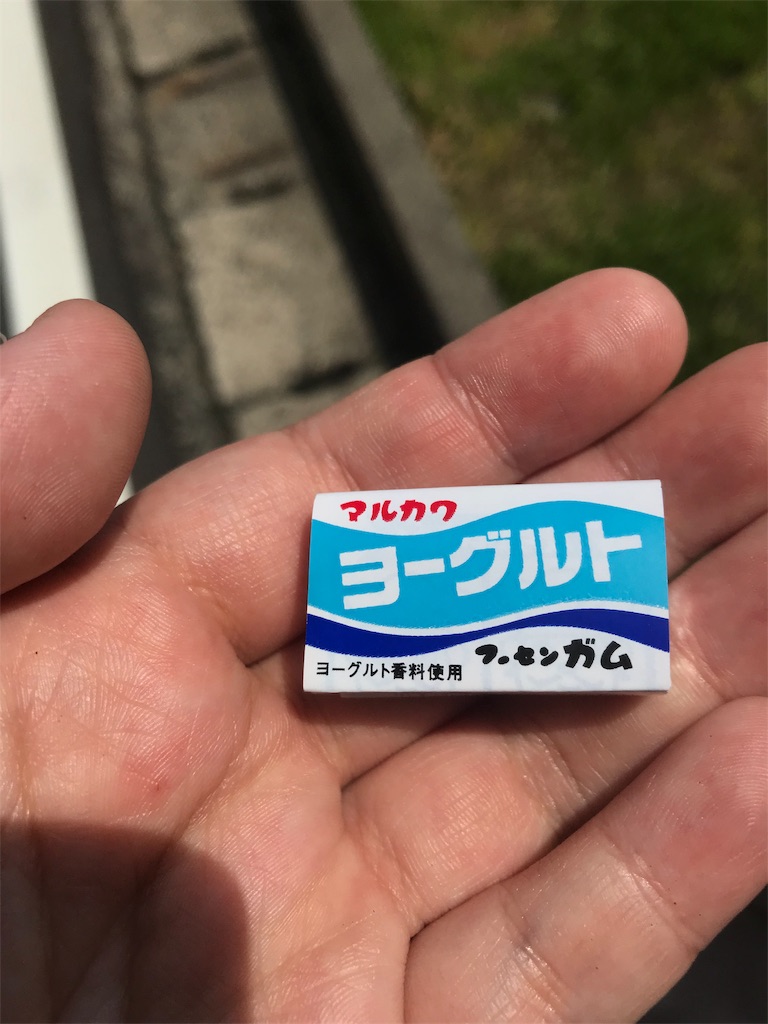 マルカワ
ヨーグルト
フーセンガム
ヨーグルト香料使用